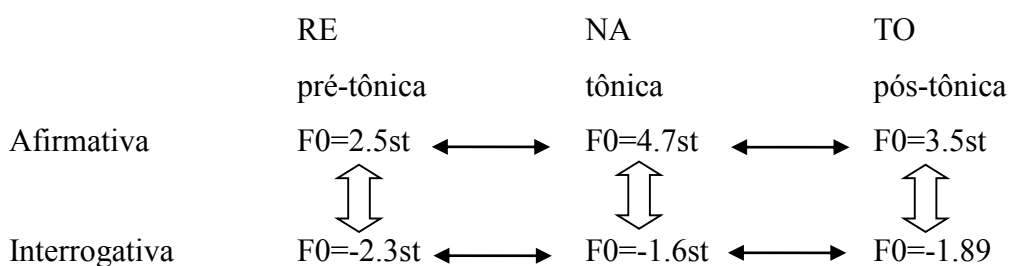 RE NA TO
pré-tônica tônica pós-tônica
Afirmativa F0=2.5st F0=4.7st F0=3.5st
Interrogativa F0=-2.3st F0=-1.6st F0=-1.89